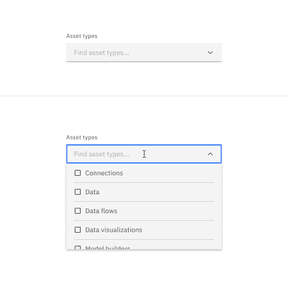 Asset types
Find asset types...
Asset types
Find asset types...
Connections
Data
Data flows
Data visualizations
Model builders